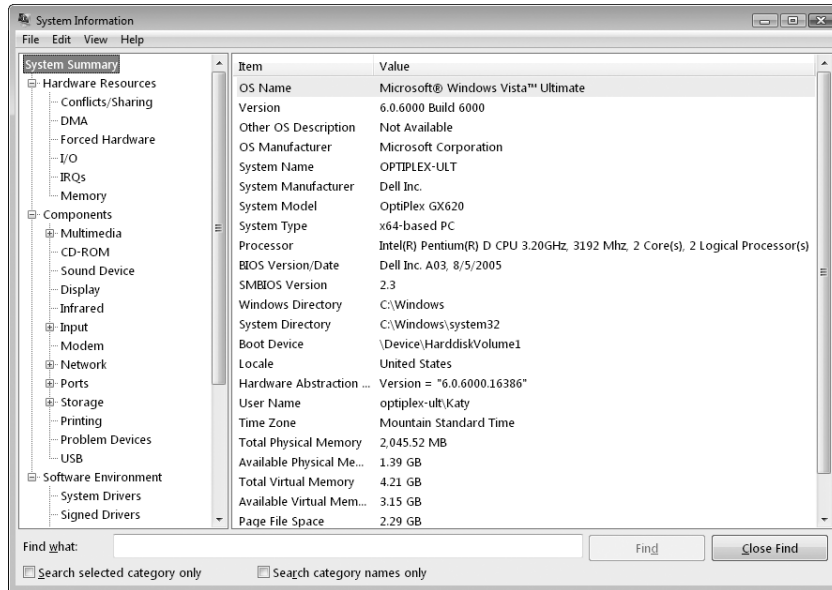 System Information
File Edit View Help
System Summary
Hardware Resources
Conflicts/Sharing
DMA
Forced Hardware
I/O
IRQs
Memory
Components
Multimedia
CD-ROM
Sound Device
Display
Infrared
Input
Modem
Network
Ports
Storage
Printing
Problem Devices
USB
Software Environment
System Drivers
Signed Drivers
Item Value
OS Name Microsoft® Windows Vista™ Ultimate
Version 6.0.6000 Build 6000
Other OS Description Not Available
OS Manufacturer Microsoft Corporation
System Name OPTIPLEX-ULT
System Manufacturer Dell Inc.
System Model OptiPlex GX620
System Type x64-based PC
Processor Intel(R) Pentium(R) D CPU 3.20GHz, 3192 Mhz, 2 Core(s), 2 Logical Processor(s)
BIOS Version/Date Dell Inc. A03, 8/5/2005
SMBIOS Version 2.3
Windows Directory C:\Windows
System Directory C:\Windows\system32
Boot Device \Device\HarddiskVolume1
Locale United States
Hardware Abstraction ... Version = "6.0.6000.16386"
User Name optiplex-ult\Katy
Time Zone Mountain Standard Time
Total Physical Memory 2,045.52 MB
Available Physical Me... 1.39 GB
Total Virtual Memory 4.21 GB
Available Virtual Mem... 3.15 GB
Page File Space 2.29 GB
Find what: Find Close Find
Search selected category only Search category names only